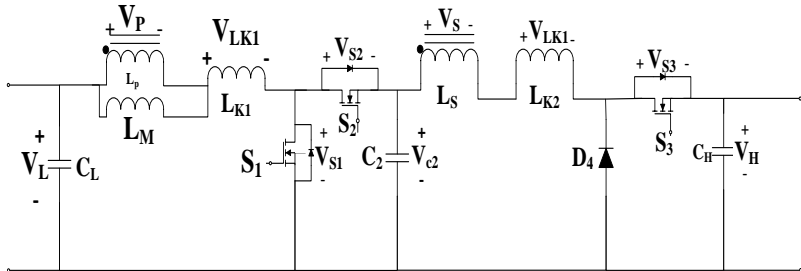 V_P
+ -
V_LK1
+ -
L_p
L_M
L_K1
+ V_S2 -
S_2
V_S
+ -
L_S
+ V_LK1 -
L_K2
+ V_S3 -
S_3
+
V_L
-
C_L
S_1
+
V_S1
-
C_2
+
V_c2
-
D_4
C_H
+
V_H
-